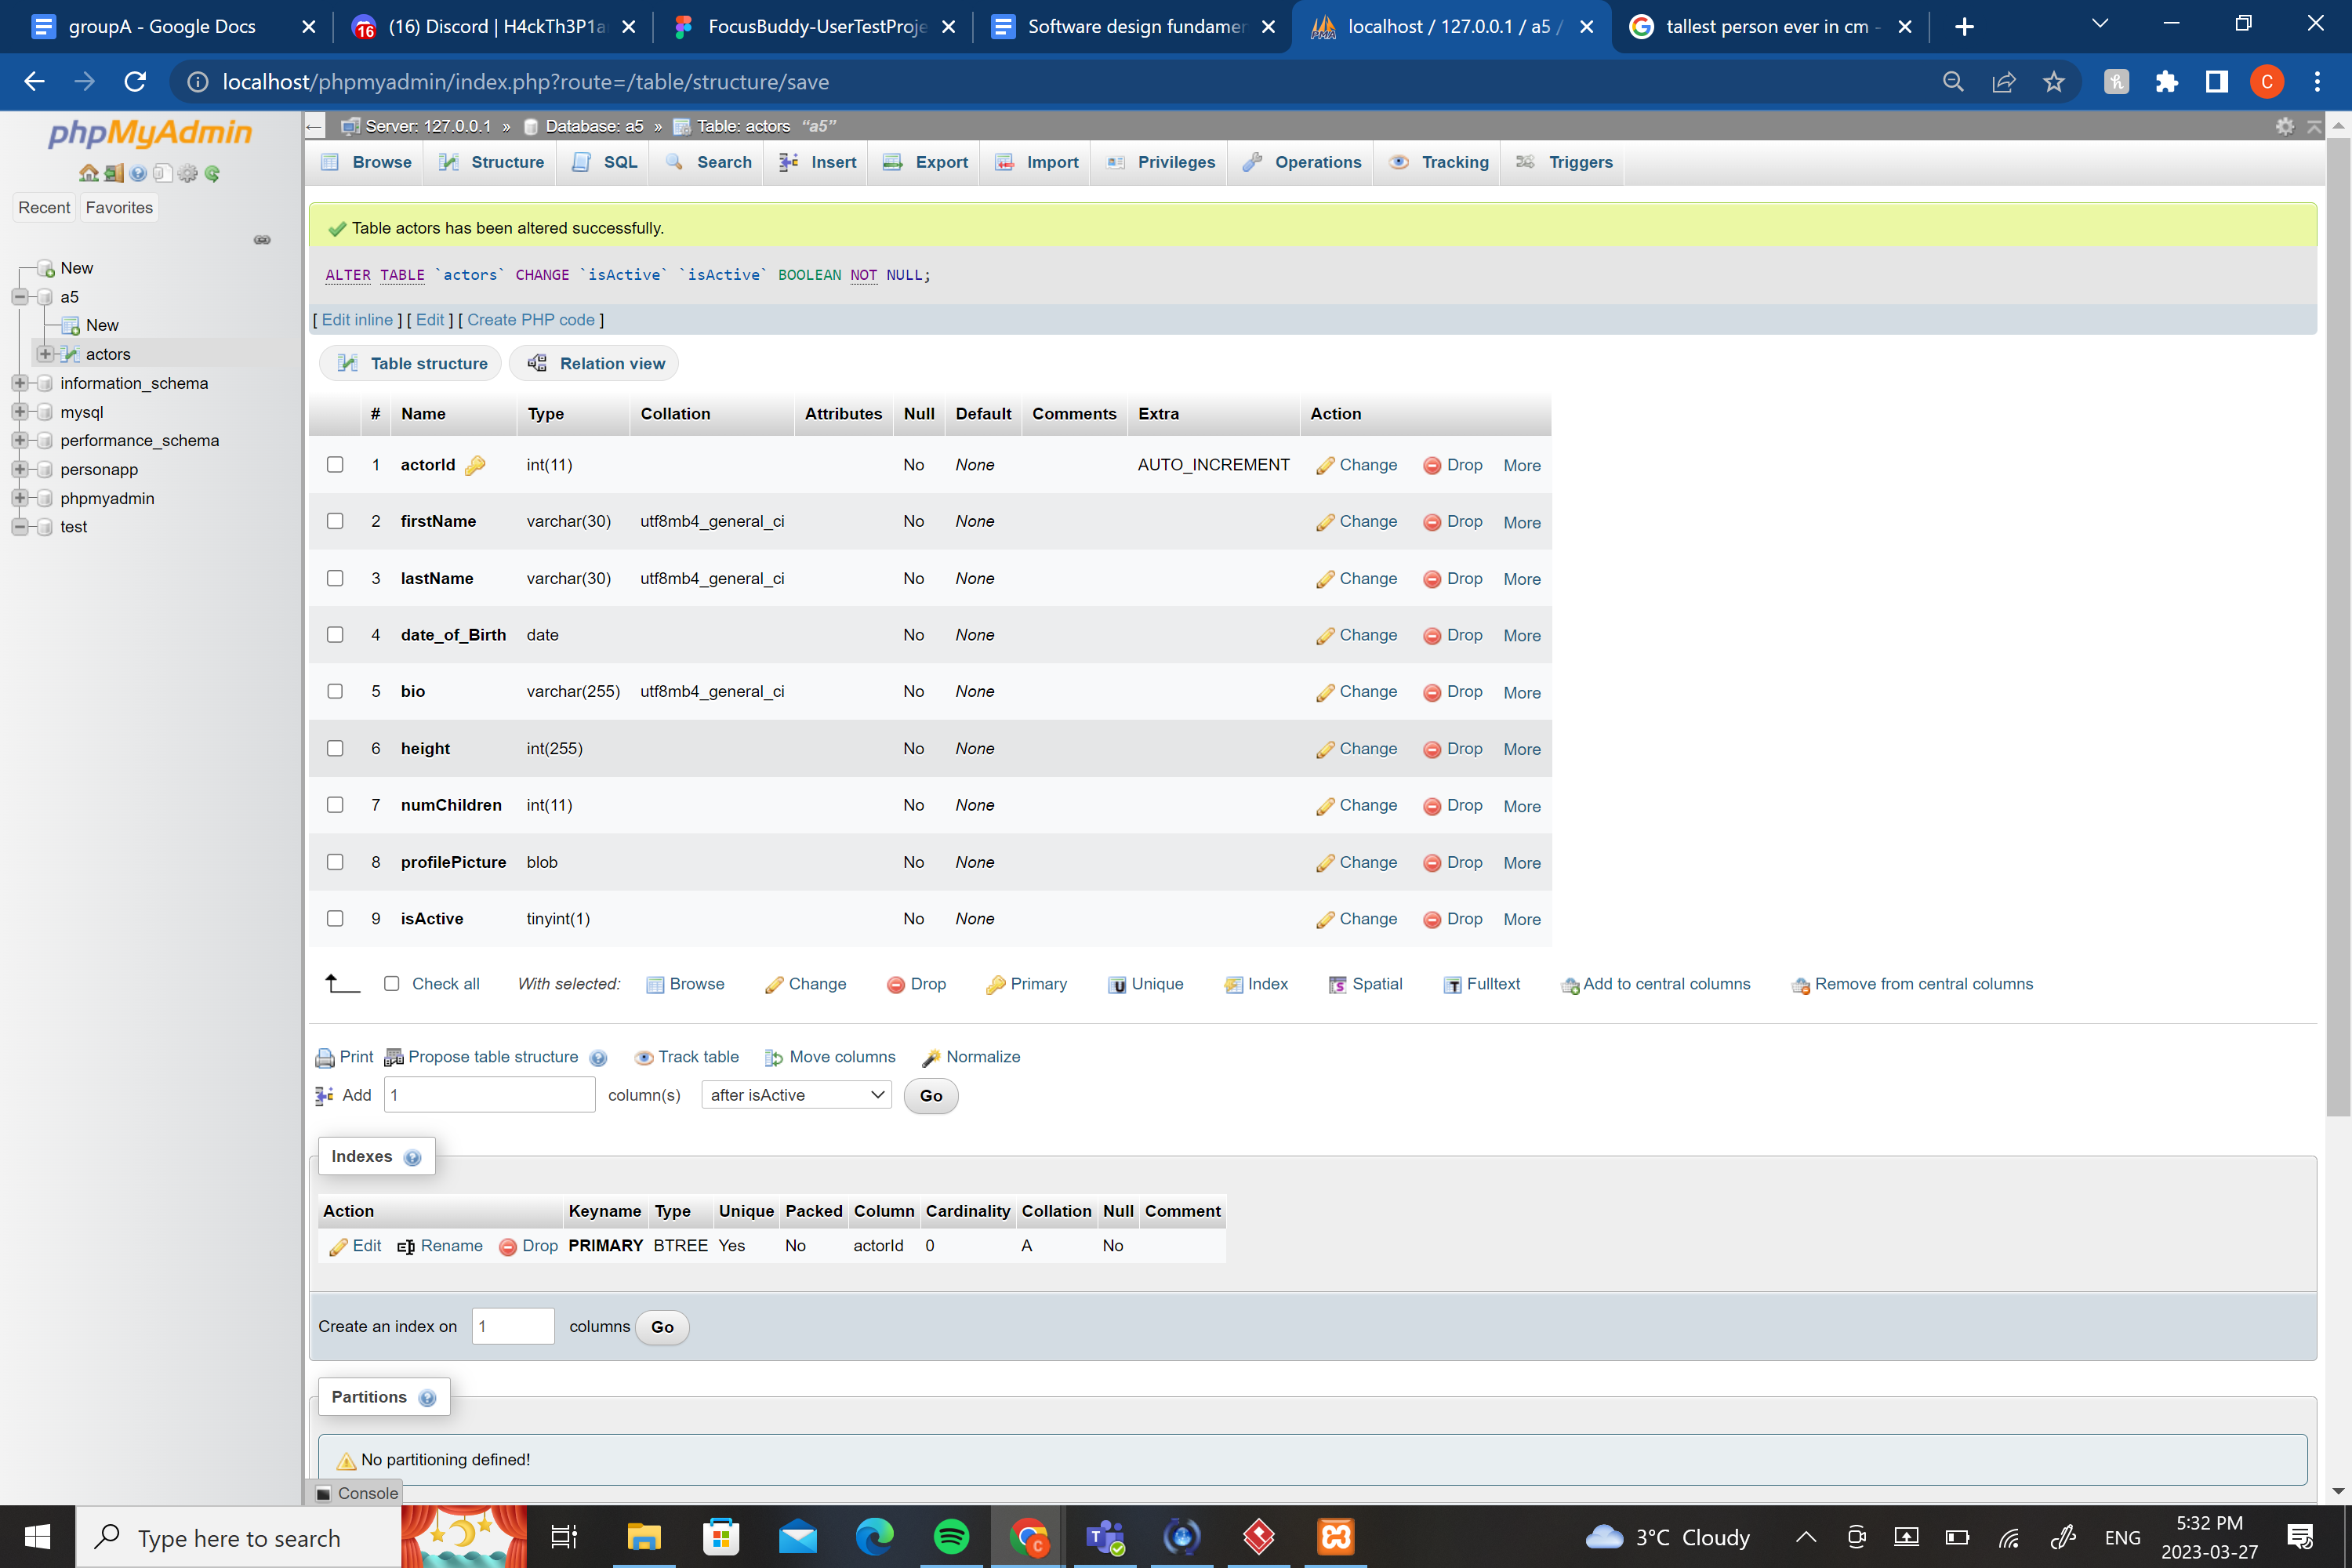 groupA - Google Docs
(16) Discord | H4ckTh3P1a
FocusBuddy-UserTestProje
Software design fundamer
localhost / 127.0.0.1 / a5 /
tallest person ever in cm -
localhost/phpmyadmin/index.php?route=/table/structure/save
C
phpMyAdmin
Recent Favorites
New
a5
New
actors
information_schema
mysql
performance_schema
personapp
phpmyadmin
test
Server: 127.0.0.1 » Database: a5 » Table: actors "a5"
Browse Structure SQL Search Insert Export Import Privileges Operations Tracking Triggers
Table actors has been altered successfully.
ALTER TABLE `actors` CHANGE `isActive` `isActive` BOOLEAN NOT NULL;
[ Edit inline ] [ Edit ] [ Create PHP code ]
Table structure Relation view
# Name Type Collation Attributes Null Default Comments Extra Action
1 actorId int(11) No None AUTO_INCREMENT Change Drop More
2 firstName varchar(30) utf8mb4_general_ci No None Change Drop More
3 lastName varchar(30) utf8mb4_general_ci No None Change Drop More
4 date_of_Birth date No None Change Drop More
5 bio varchar(255) utf8mb4_general_ci No None Change Drop More
6 height int(255) No None Change Drop More
7 numChildren int(11) No None Change Drop More
8 profilePicture blob No None Change Drop More
9 isActive tinyint(1) No None Change Drop More
Check all With selected: Browse Change Drop Primary Unique Index Spatial Fulltext Add to central columns Remove from central columns
Print Propose table structure Track table Move columns Normalize
Add 1 column(s) after isActive Go
Indexes
Action Keyname Type Unique Packed Column Cardinality Collation Null Comment
Edit Rename Drop PRIMARY BTREE Yes No actorId 0 A No
Create an index on 1 columns Go
Partitions
No partitioning defined!
Console
Type here to search
3°C Cloudy
ENG
5:32 PM
2023-03-27